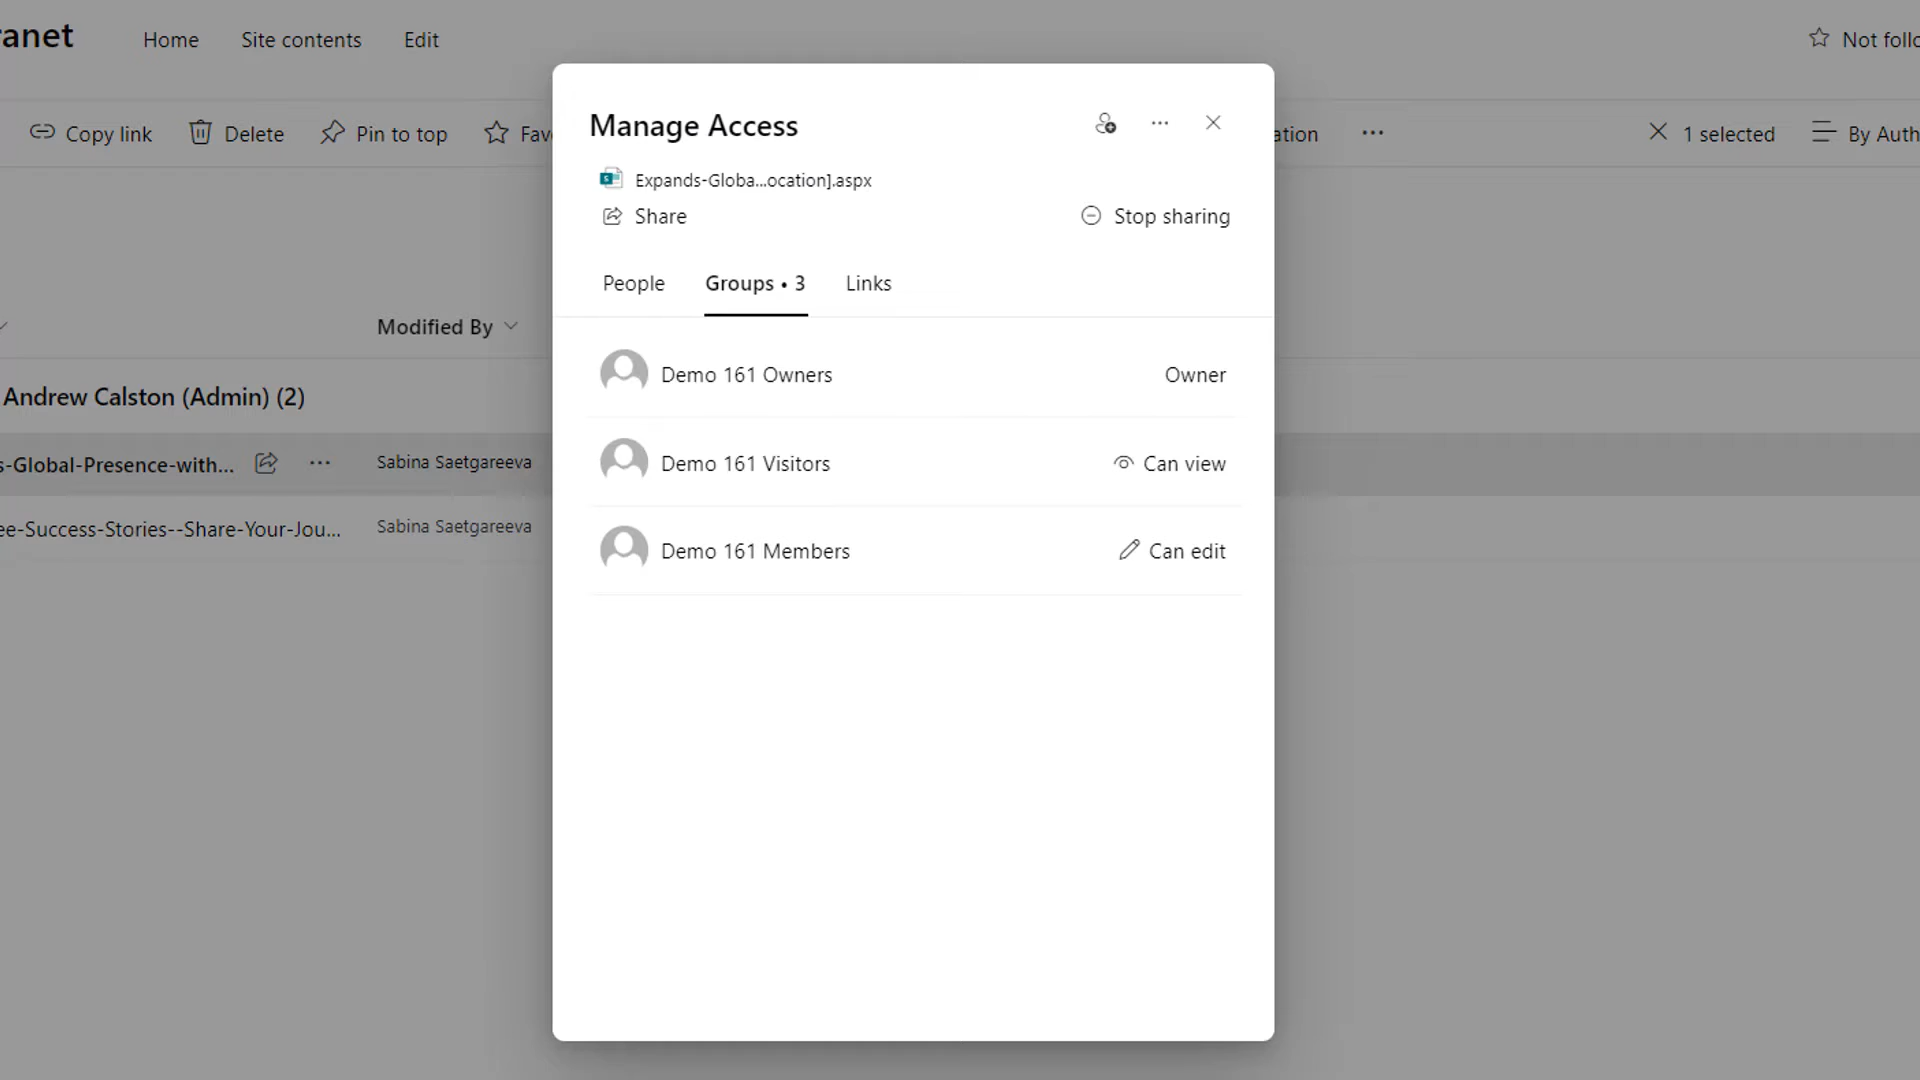 ranet
Home
Site contents
Edit
Not follo
Copy link
Delete
Pin to top
Fav
ation
1 selected
By Auth
Manage Access
Expands-Globa...ocation].aspx
Share
Stop sharing
People
Groups • 3
Links
Modified By
Demo 161 Owners
Owner
Andrew Calston (Admin) (2)
s-Global-Presence-with...
Sabina Saetgareeva
Demo 161 Visitors
Can view
ee-Success-Stories--Share-Your-Jou...
Sabina Saetgareeva
Demo 161 Members
Can edit